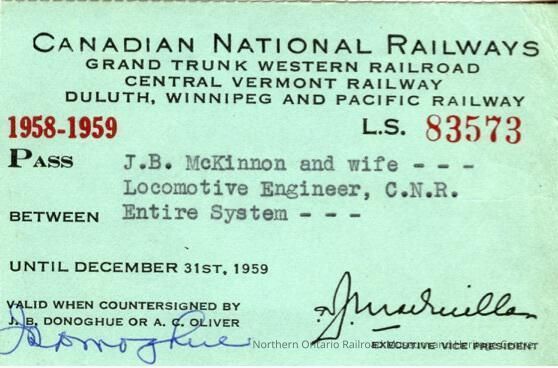 CANADIAN NATIONAL RAILWAYS
GRAND TRUNK WESTERN RAILROAD
CENTRAL VERMONT RAILWAY
DULUTH, WINNIPEG AND PACIFIC RAILWAY
1958-1959 L.S. 83573
PASS J.B. McKinnon and wife - - -
Locomotive Engineer, C.N.R.
BETWEEN Entire System - - -
UNTIL DECEMBER 31ST, 1959
VALID WHEN COUNTERSIGNED BY
J. B. DONOGHUE OR A. C. OLIVER
JBDonoghue
EXECUTIVE VICE PRESIDENT
Northern Ontario Railroad